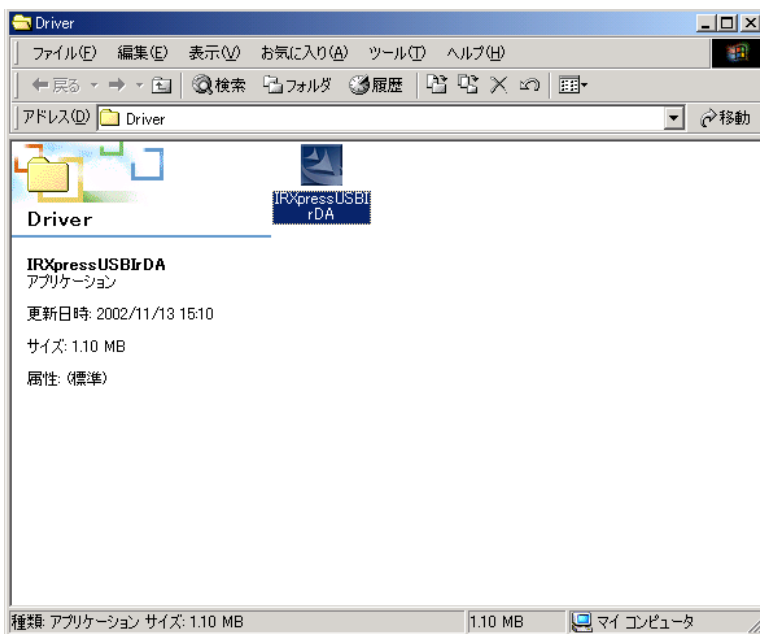 Driver
ファイル(F) 編集(E) 表示(V) お気に入り(A) ツール(T) ヘルプ(H)
戻る 検索 フォルダ 履歴
アドレス(D) Driver 移動
IRXpressUSBI
rDA
Driver
IRXpressUSBIrDA
アプリケーション
更新日時: 2002/11/13 15:10
サイズ: 1.10 MB
属性: (標準)
種類: アプリケーション サイズ: 1.10 MB 1.10 MB マイ コンピュータ